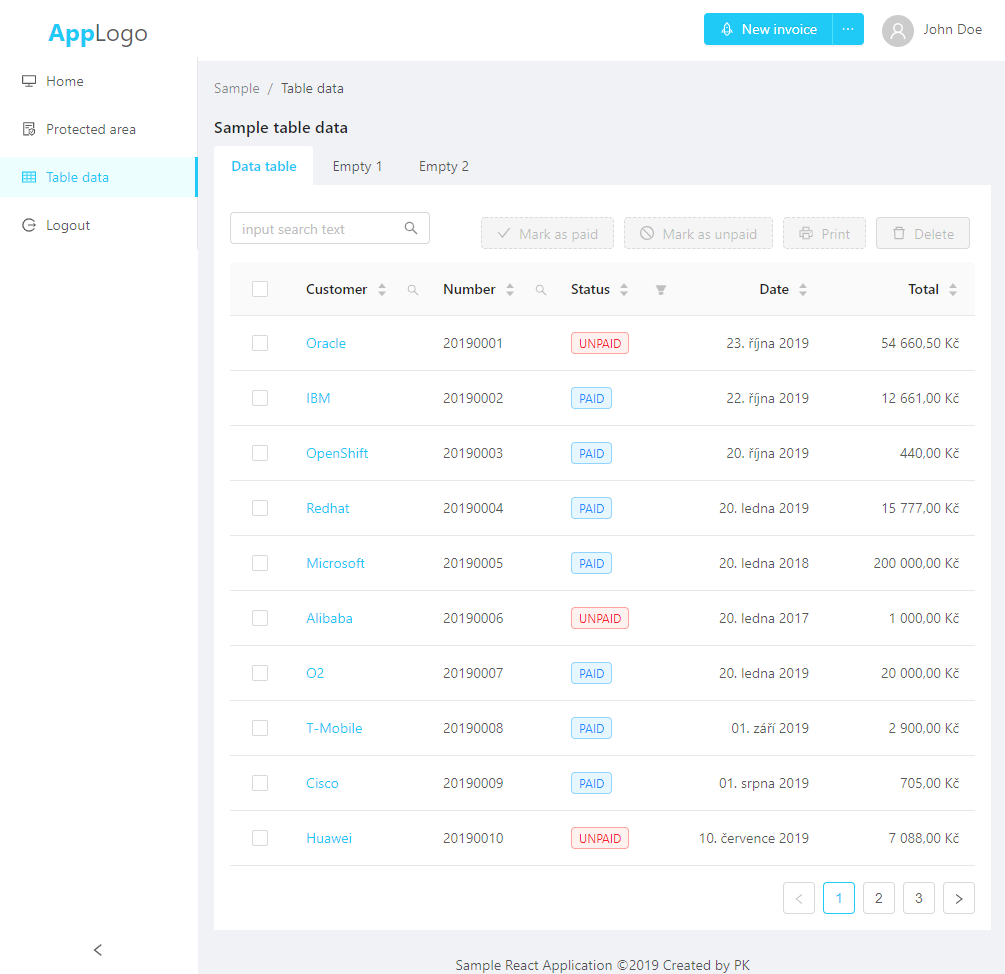 AppLogo
New invoice
John Doe
Home
Protected area
Table data
Logout
Sample / Table data
Sample table data
Data table Empty 1 Empty 2
input search text
Mark as paid Mark as unpaid Print Delete
Customer Number Status Date Total
Oracle 20190001 UNPAID 23. října 2019 54 660,50 Kč
IBM 20190002 PAID 22. října 2019 12 661,00 Kč
OpenShift 20190003 PAID 20. října 2019 440,00 Kč
Redhat 20190004 PAID 20. ledna 2019 15 777,00 Kč
Microsoft 20190005 PAID 20. ledna 2018 200 000,00 Kč
Alibaba 20190006 UNPAID 20. ledna 2017 1 000,00 Kč
O2 20190007 PAID 20. ledna 2019 20 000,00 Kč
T-Mobile 20190008 PAID 01. září 2019 2 900,00 Kč
Cisco 20190009 PAID 01. srpna 2019 705,00 Kč
Huawei 20190010 UNPAID 10. července 2019 7 088,00 Kč
1 2 3
Sample React Application ©2019 Created by PK